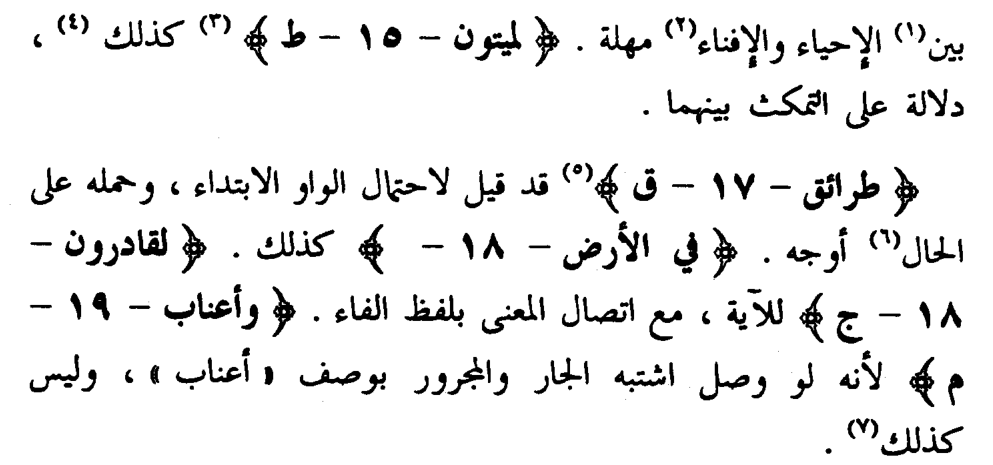 بين(١) الإحياء والإفناء(٢) مهلة . ﴿ لميتون – ١٥ – ط ﴾ (٣) كذلك (٤) ،
دلالة على التمكث بينهما .
﴿ طرائق – ١٧ – ق ﴾(٥) قد قيل لاحتمال الواو الابتداء ، وحمله على
الحال(٦) أوجه . ﴿ في الأرض – ١٨ – ﴾ كذلك . ﴿ لقادرون –
١٨ – ج ﴾ للآية ، مع اتصال المعنى بلفظ الفاء . ﴿ وأعناب – ١٩ –
م ﴾ لأنه لو وصل اشتبه الجار والمجرور بوصف « أعناب » ، وليس
كذلك(٧) .